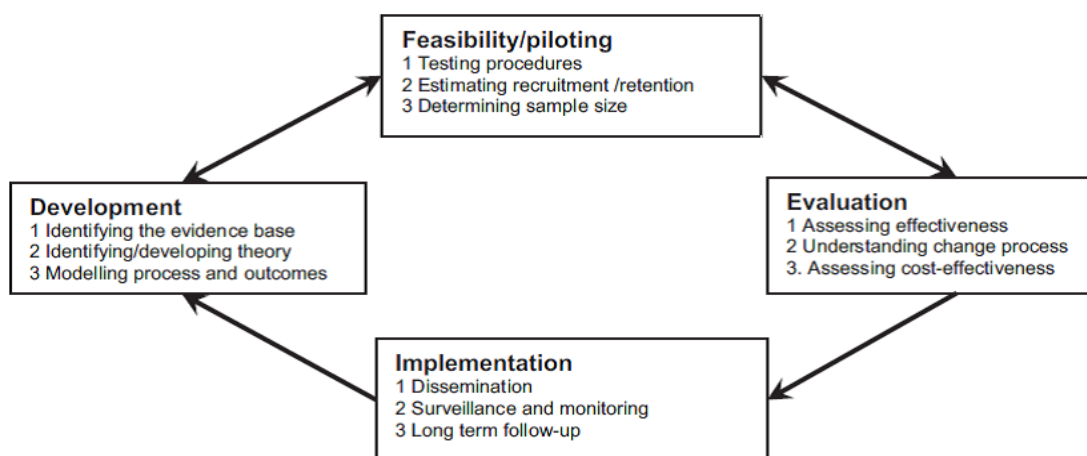 Feasibility/piloting
1 Testing procedures
2 Estimating recruitment /retention
3 Determining sample size
Development
1 Identifying the evidence base
2 Identifying/developing theory
3 Modelling process and outcomes
Evaluation
1 Assessing effectiveness
2 Understanding change process
3. Assessing cost-effectiveness
Implementation
1 Dissemination
2 Surveillance and monitoring
3 Long term follow-up